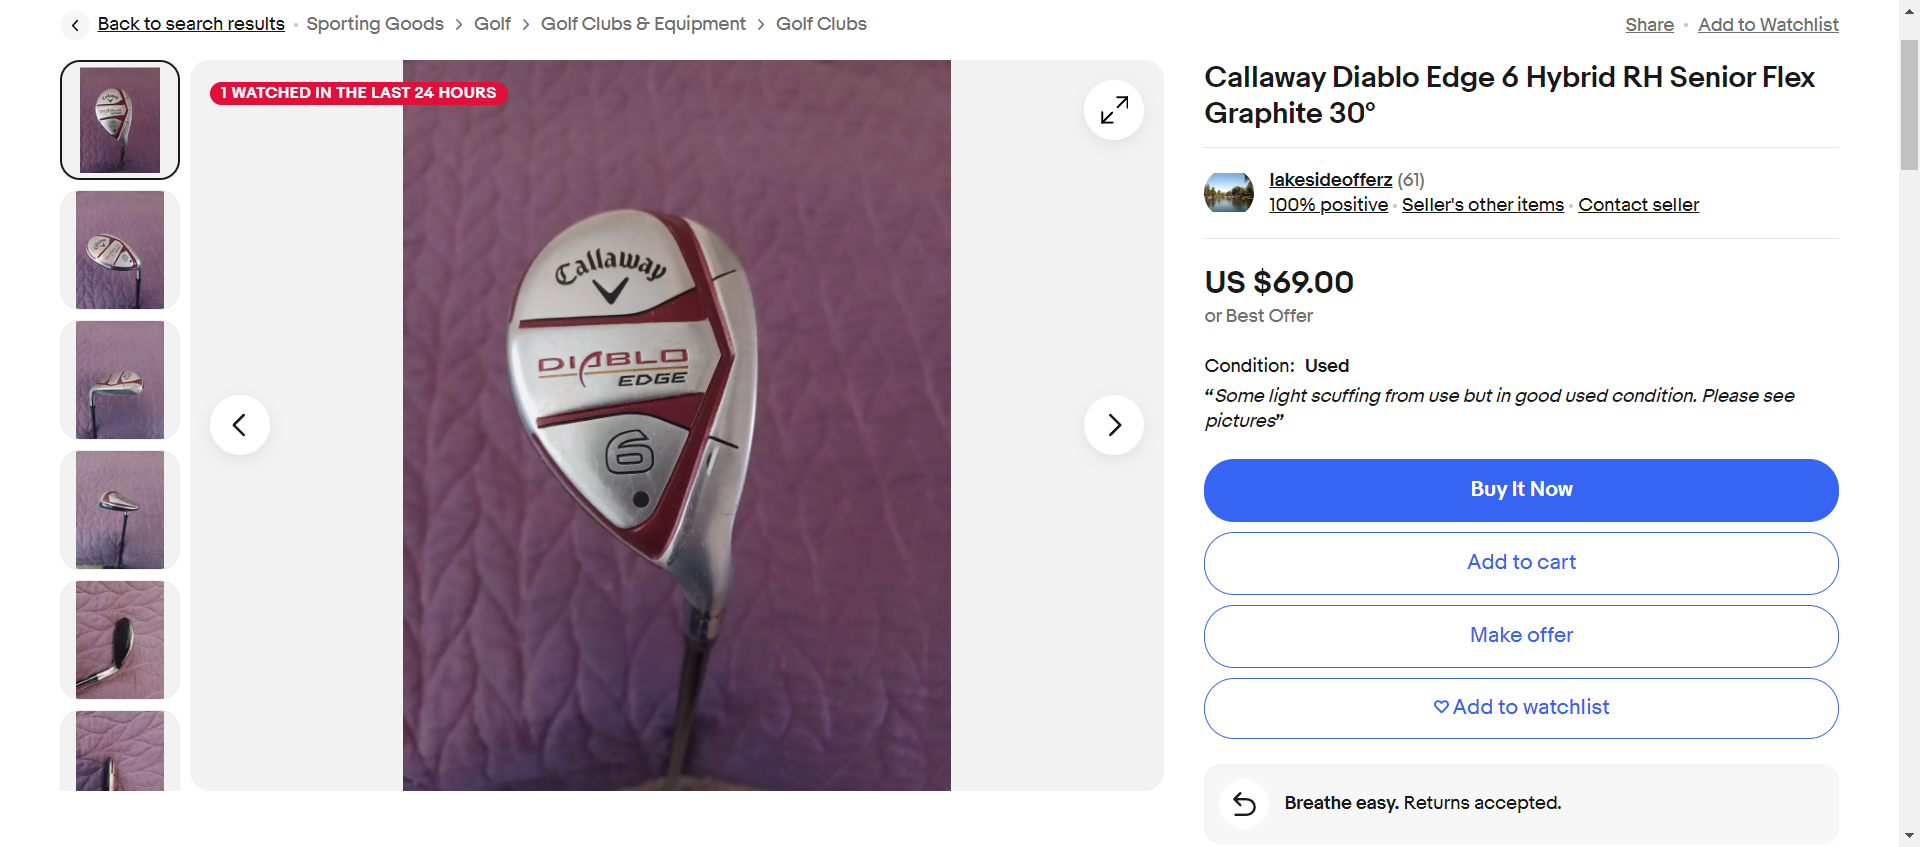 Back to search results
Sporting Goods > Golf > Golf Clubs & Equipment > Golf Clubs
Share
Add to Watchlist
1 WATCHED IN THE LAST 24 HOURS
Callaway
DIABLO
EDGE
6
Callaway Diablo Edge 6 Hybrid RH Senior Flex
Graphite 30°
lakesideofferz (61)
100% positive · Seller's other items · Contact seller
US $69.00
or Best Offer
Condition: Used
“Some light scuffing from use but in good used condition. Please see
pictures”
Buy It Now
Add to cart
Make offer
Add to watchlist
Breathe easy. Returns accepted.